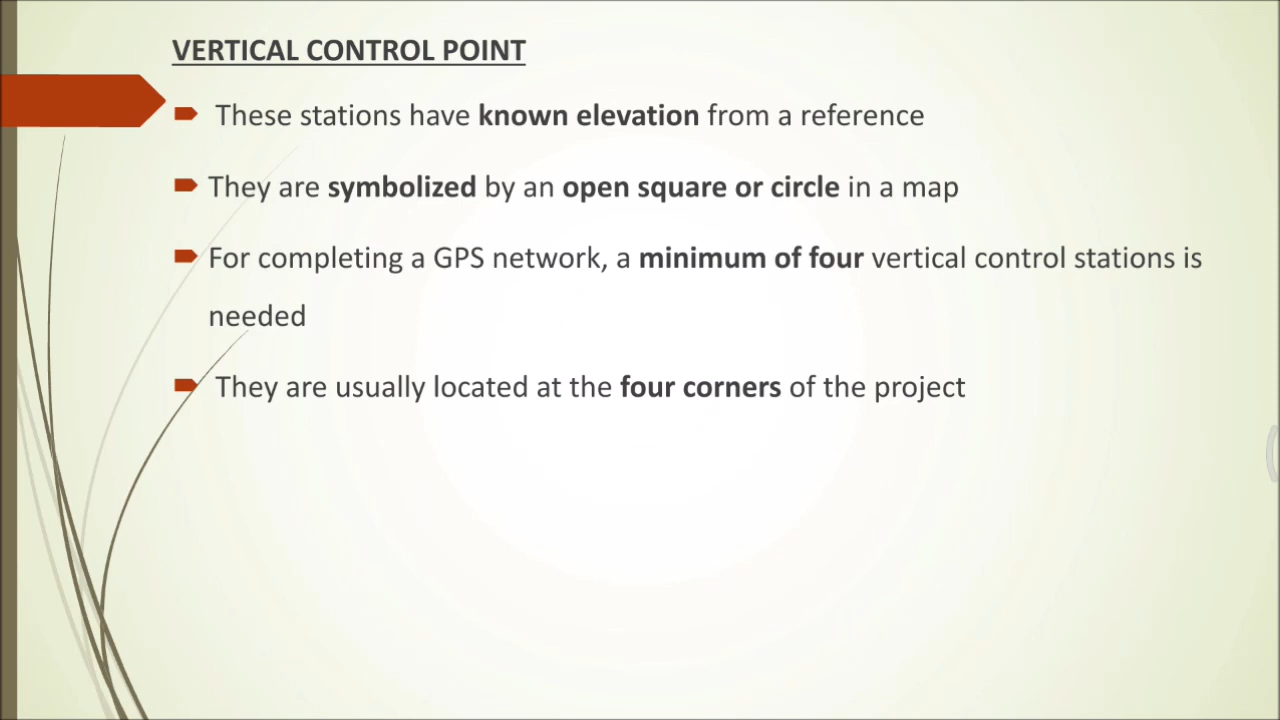 VERTICAL CONTROL POINT
These stations have known elevation from a reference
They are symbolized by an open square or circle in a map
For completing a GPS network, a minimum of four vertical control stations is
needed
They are usually located at the four corners of the project